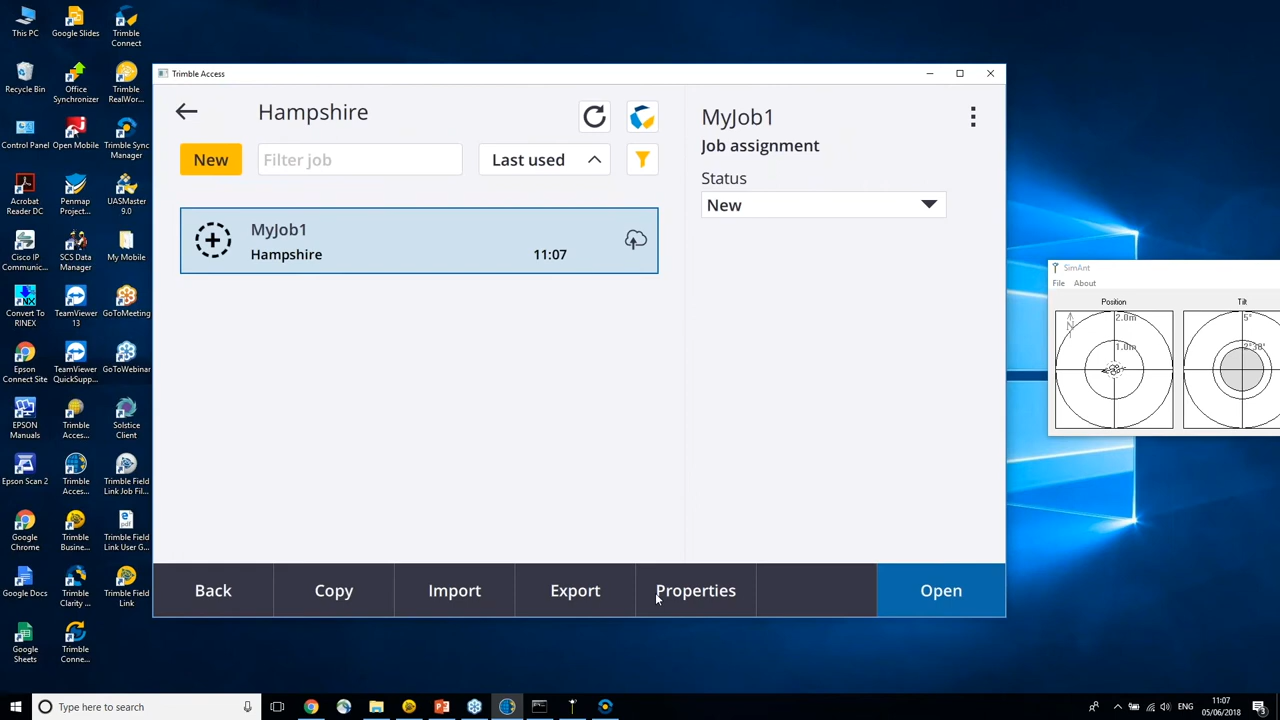 This PC
Google Slides
Trimble
Connect
Recycle Bin
Office
Synchronizer
Trimble
RealWor...
Control Panel
Open Mobile
Trimble Sync
Manager
Acrobat
Reader DC
Penmap
Project...
UASMaster
9.0
Cisco IP
Communic...
SCS Data
Manager
My Mobile
Convert To
RINEX
TeamViewer
13
GoToMeeting
Epson
Connect Site
TeamViewer
QuickSupp...
GoToWebinar
EPSON
Manuals
Trimble
Acces...
Solstice
Client
Epson Scan 2
Trimble
Acces...
Trimble Field
Link Job Fil...
Google
Chrome
Trimble
Busine...
Trimble Field
Link User G...
Google Docs
Trimble
Clarity ...
Trimble Field
Link
Google
Sheets
Trimble
Conne...
Trimble Access
Hampshire
New
Filter job
Last used
MyJob1
Hampshire
11:07
MyJob1
Job assignment
Status
New
Back
Copy
Import
Export
Properties
Open
SimAnt
File
About
Position
Tilt
N
2.0m
1.0m
5°
Type here to search
ENG
11:07
05/06/2018